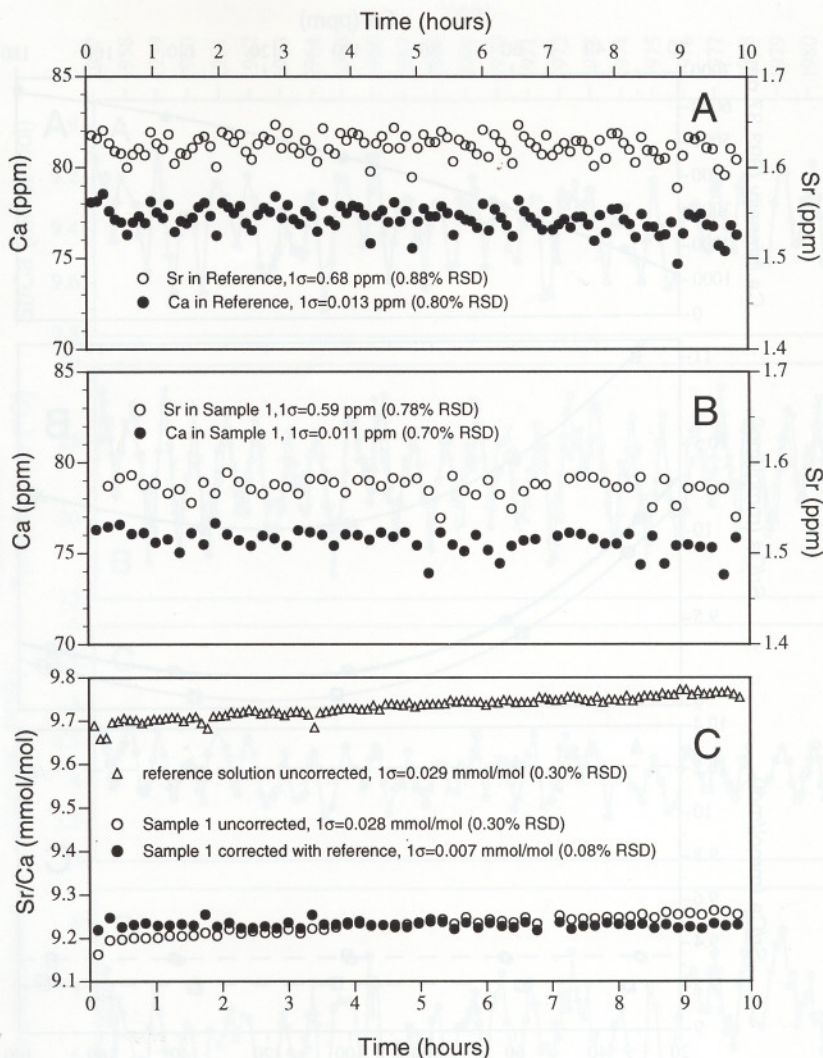 Time (hours)
0 1 2 3 4 5 6 7 8 9 10
85 1.7
A
80 1.6
Ca (ppm)
Sr (ppm)
75 1.5
Sr in Reference,1σ=0.68 ppm (0.88% RSD)
Ca in Reference, 1σ=0.013 ppm (0.80% RSD)
70 1.4
85 1.7
Sr in Sample 1,1σ=0.59 ppm (0.78% RSD)
B
Ca in Sample 1, 1σ=0.011 ppm (0.70% RSD)
80 1.6
Ca (ppm)
Sr (ppm)
75 1.5
70 1.4
9.8
9.7
C
reference solution uncorrected, 1σ=0.029 mmol/mol (0.30% RSD)
9.6
9.5
Sample 1 uncorrected, 1σ=0.028 mmol/mol (0.30% RSD)
Sample 1 corrected with reference, 1σ=0.007 mmol/mol (0.08% RSD)
Sr/Ca (mmol/mol)
9.4
9.3
9.2
9.1
0 1 2 3 4 5 6 7 8 9 10
Time (hours)